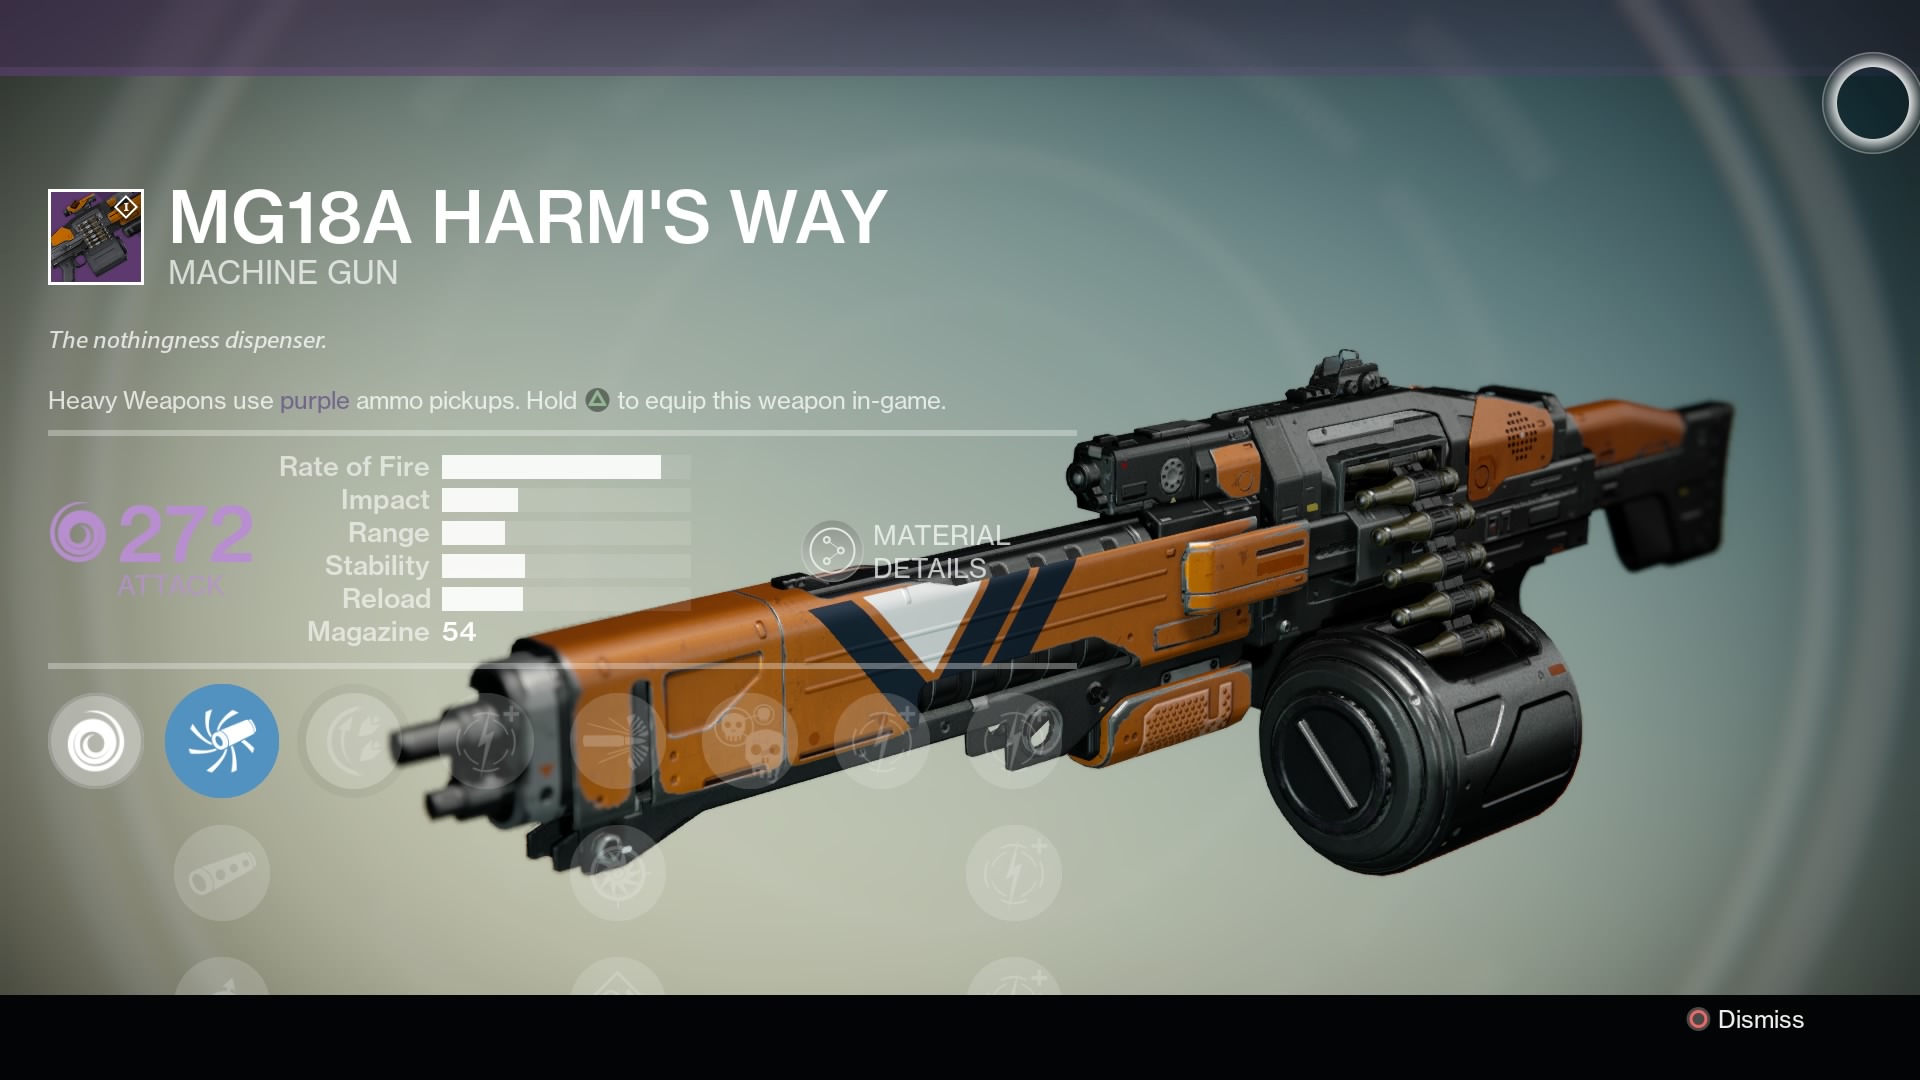 MG18A HARM'S WAY
MACHINE GUN
The nothingness dispenser.
Heavy Weapons use purple ammo pickups. Hold to equip this weapon in-game.
272
ATTACK
Rate of Fire
Impact
Range
Stability
Reload
Magazine 54
MATERIAL
DETAILS
Dismiss